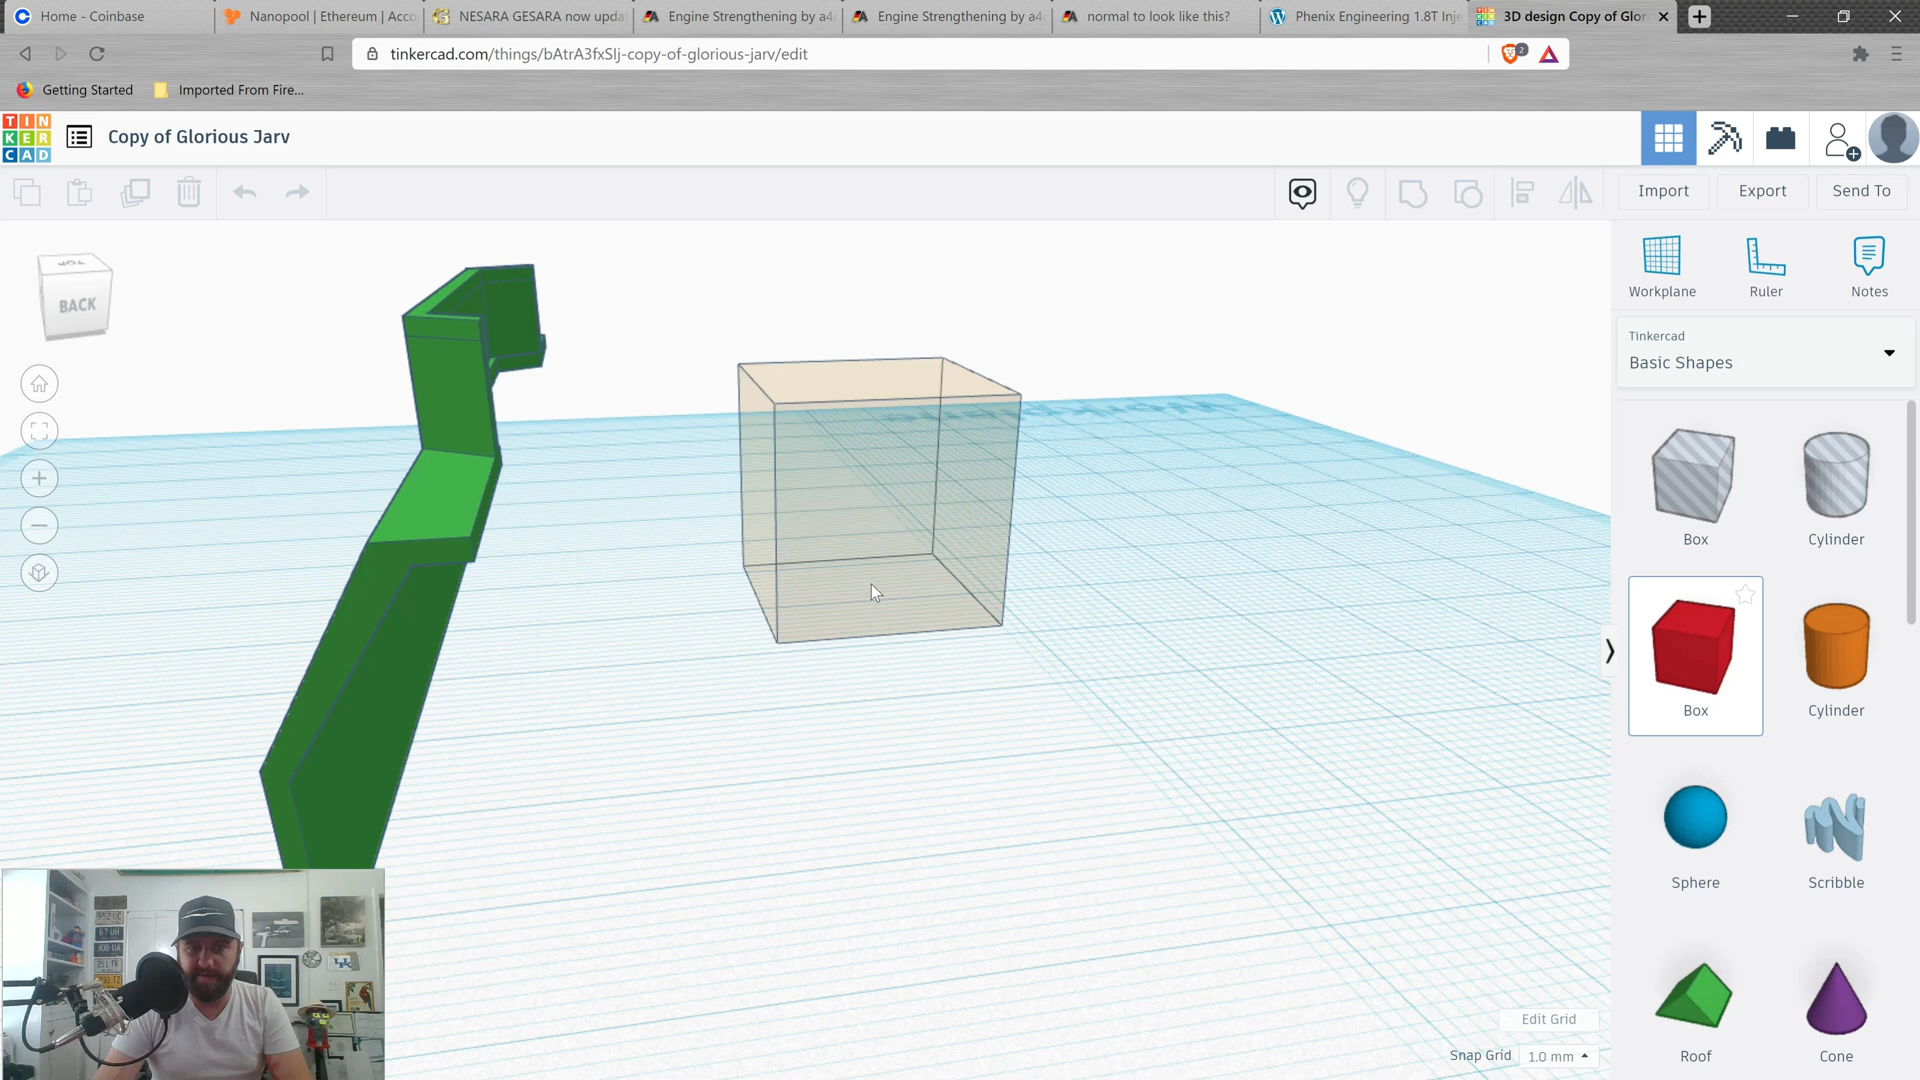 Home - Coinbase
Nanopool | Ethereum | Acco
NESARA GESARA now upda
Engine Strengthening by a4
Engine Strengthening by a4
normal to look like this?
Phenix Engineering 1.8T Inje
3D design Copy of Glor
tinkercad.com/things/bAtrA3fxSlj-copy-of-glorious-jarv/edit
2
Getting Started
Imported From Fire...
TIN
KER
CAD
Copy of Glorious Jarv
Import
Export
Send To
TOP
BACK
Workplane
Ruler
Notes
Tinkercad
Basic Shapes
Box
Cylinder
Box
Cylinder
Sphere
Scribble
Roof
Cone
Edit Grid
Snap Grid
1.0 mm